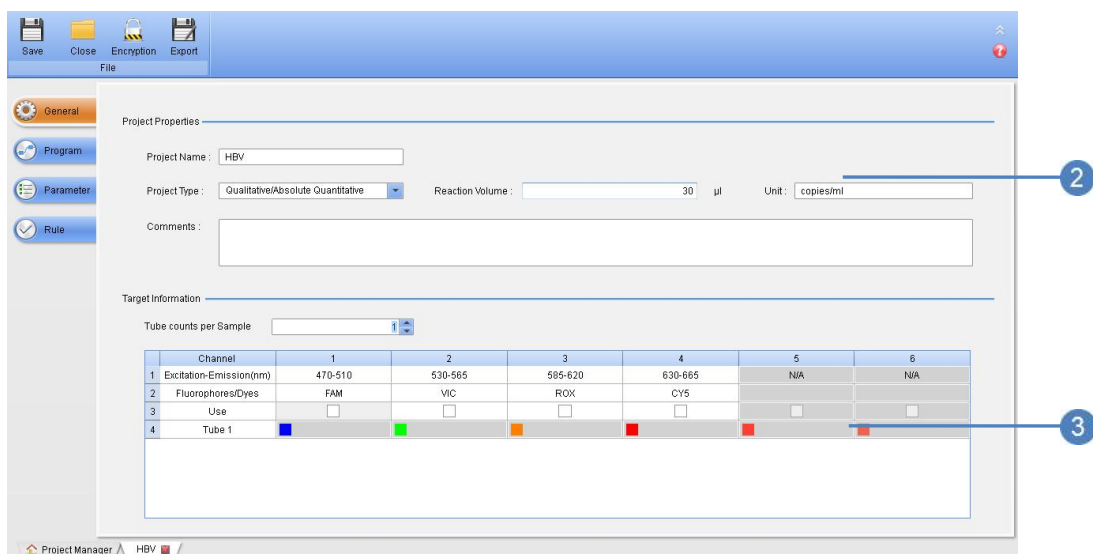 Save Close Encryption Export
File
General
Program
Parameter
Rule
Project Properties
Project Name : HBV
Project Type : Qualitative/Absolute Quantitative Reaction Volume : 30 µl Unit : copies/ml
2
Comments :
Target Information
Tube counts per Sample 1
Channel 1 2 3 4 5 6
1 Excitation-Emission(nm) 470-510 530-565 585-620 630-665 N/A N/A
2 Fluorophores/Dyes FAM VIC ROX CY5
3 Use
4 Tube 1
3
Project Manager HBV